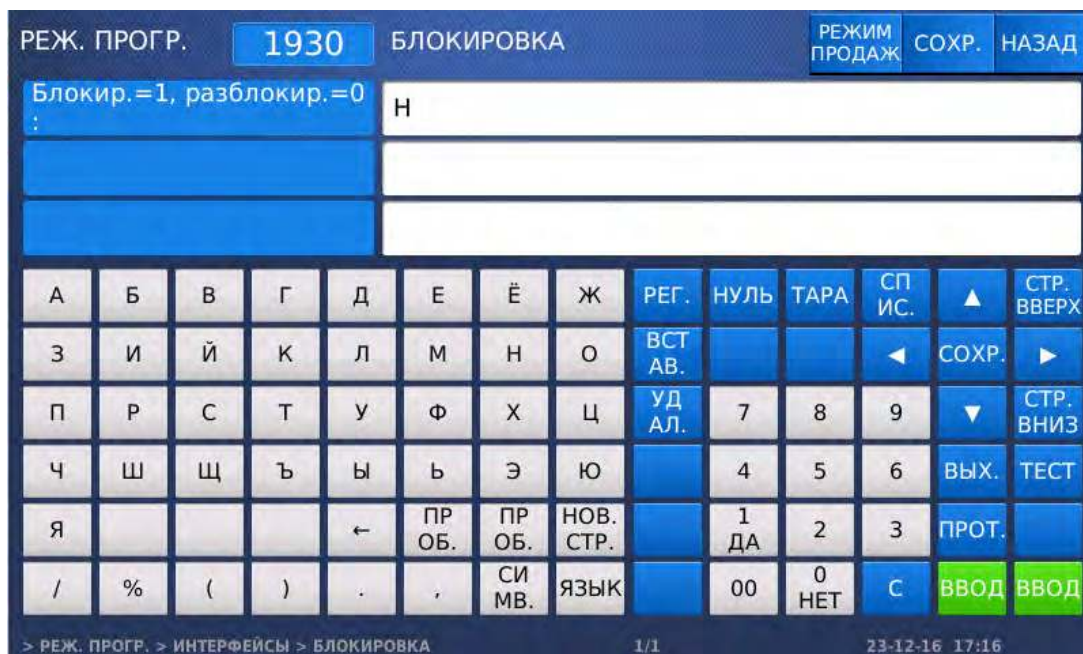 РЕЖ. ПРОГР. 1930 БЛОКИРОВКА РЕЖИМ ПРОДАЖ СОХР. НАЗАД
Блокир.=1, разблокир.=0 : Н
А Б В Г Д Е Ё Ж РЕГ. НУЛЬ ТАРА СП ИС. ▲ СТР. ВВЕРХ
З И Й К Л М Н О ВСТ АВ. ◄ СОХР. ►
П Р С Т У Ф Х Ц УД АЛ. 7 8 9 ▼ СТР. ВНИЗ
Ч Ш Щ Ъ Ы Ь Э Ю 4 5 6 ВЫХ. ТЕСТ
Я ← ПР ОБ. ПР ОБ. НОВ. СТР. 1 ДА 2 3 ПРОТ.
/ % ( ) . , СИ МВ. ЯЗЫК 00 0 НЕТ С ВВОД ВВОД
> РЕЖ. ПРОГР. > ИНТЕРФЕЙСЫ > БЛОКИРОВКА 1/1 23-12-16 17:16